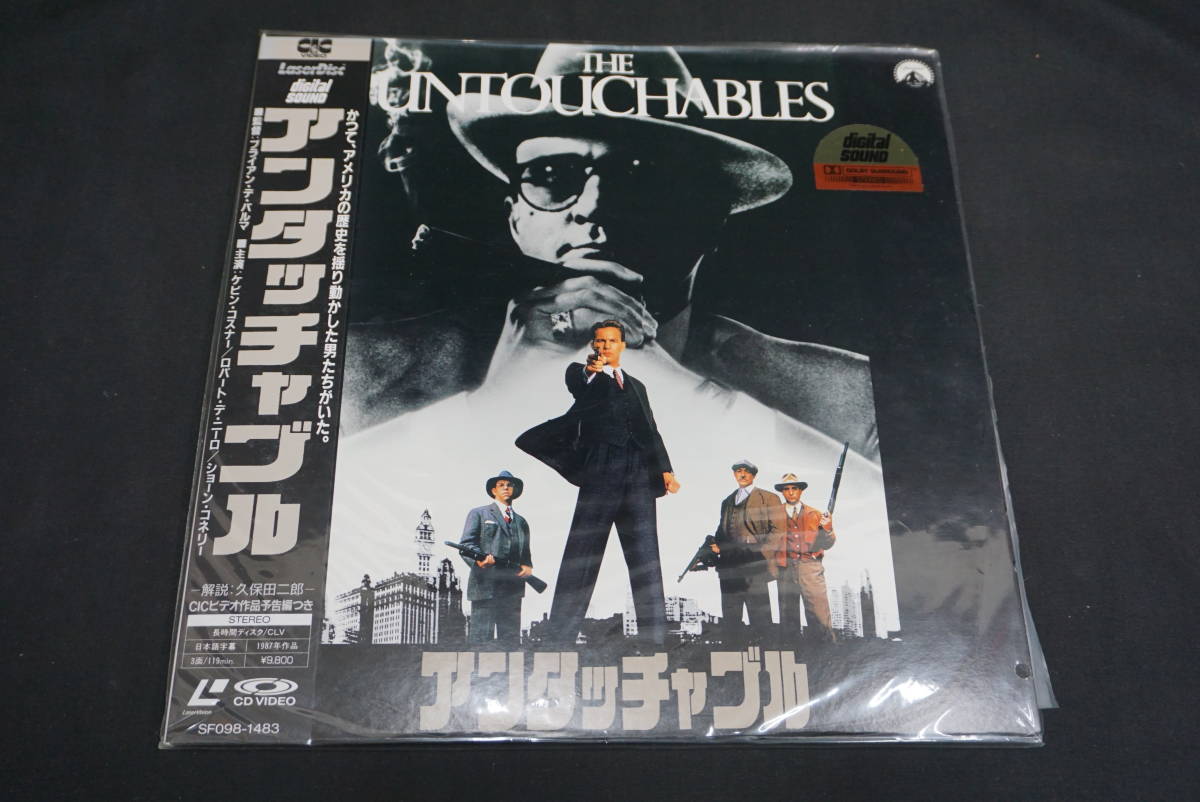 CIC
VIDEO
LaserDisc
digital
SOUND
アンタッチャブル
かつて、アメリカの歴史を揺り動かした男たちがいた。
■監督:ブライアン・デ・パルマ ■主演:ケビン・コスナー/ロバート・デ・ニーロ/ショーン・コネリー
—解説:久保田二郎—
CICビデオ作品予告編つき
STEREO
長時間ディスク/CLV
日本語字幕 1987年作品
3面/119min. ¥9,800
LaserVision
CD VIDEO
SF098-1483
THE
UNTOUCHABLES
digital
SOUND
DOLBY SURROUND
アンタッチャブル